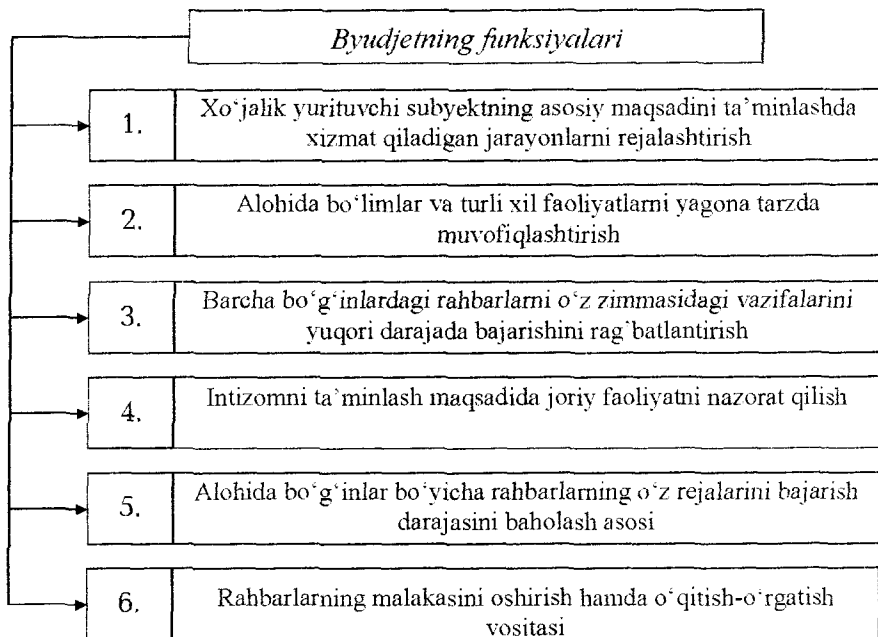 Byudjetning funksiyalari
1. Xo‘jalik yurituvchi subyektning asosiy maqsadini ta’minlashda
xizmat qiladigan jarayonlarni rejalashtirish
2. Alohida bo‘limlar va turli xil faoliyatlarni yagona tarzda
muvofiqlashtirish
3. Barcha bo‘g‘inlardagi rahbarlarni o‘z zimmasidagi vazifalarini
yuqori darajada bajarishini rag‘batlantirish
4. Intizomni ta’minlash maqsadida joriy faoliyatni nazorat qilish
5. Alohida bo‘g‘inlar bo‘yicha rahbarlarning o‘z rejalarini bajarish
darajasini baholash asosi
6. Rahbarlarning malakasini oshirish hamda o‘qitish-o‘rgatish
vositasi